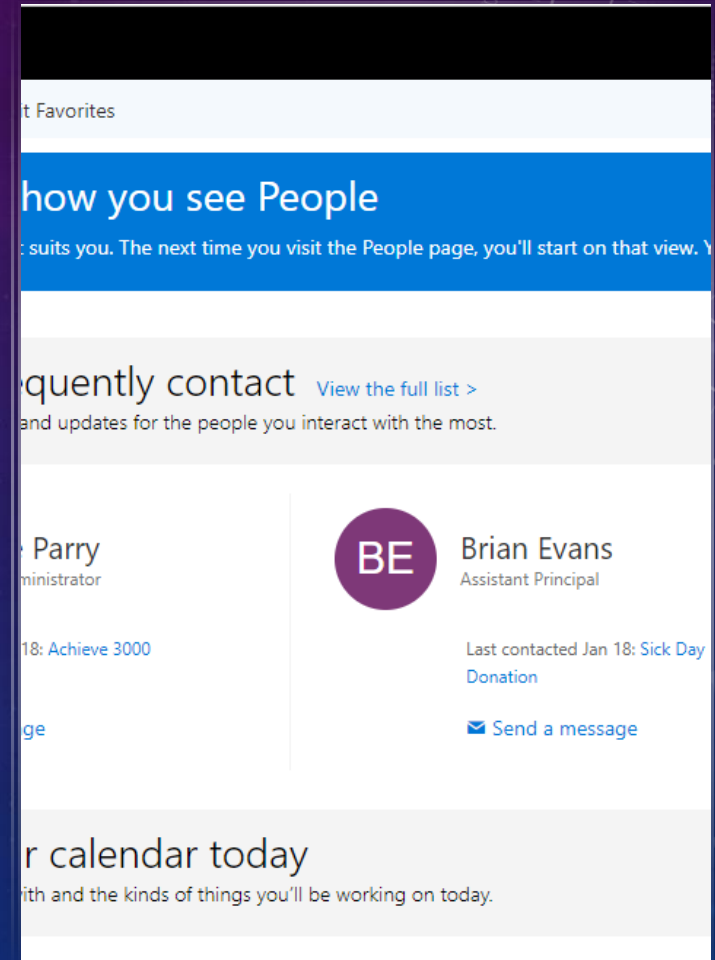 it Favorites
how you see People
suits you. The next time you visit the People page, you'll start on that view.
equently contact View the full list >
and updates for the people you interact with the most.
Parry
ministrator
18: Achieve 3000
ge
BE
Brian Evans
Assistant Principal
Last contacted Jan 18: Sick Day
Donation
Send a message
r calendar today
ith and the kinds of things you'll be working on today.